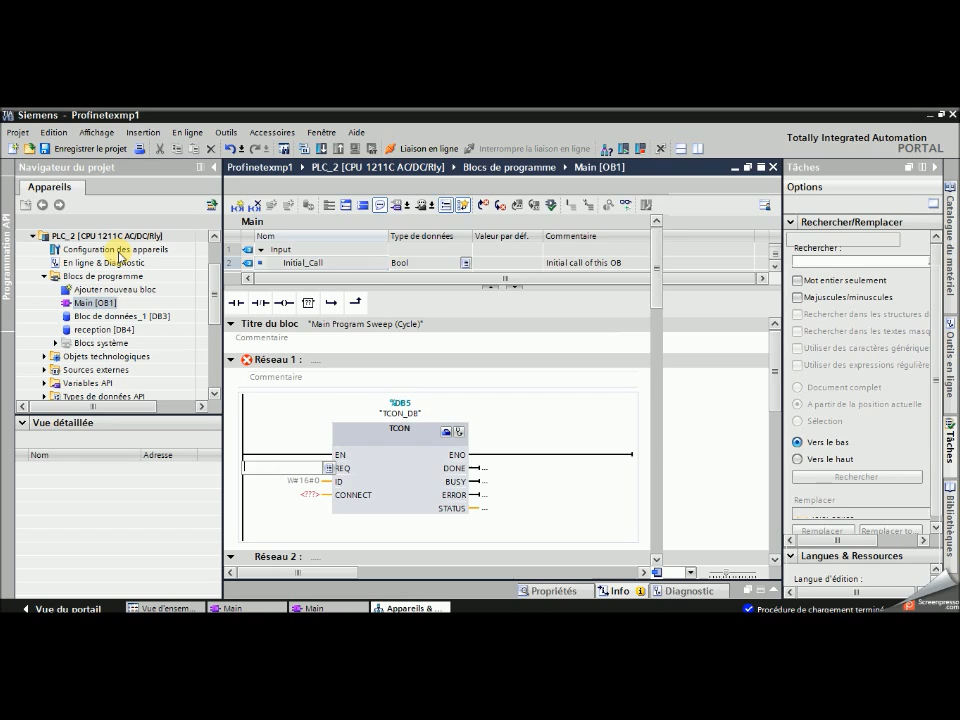 Siemens - Profinetexmp1
Projet Edition Affichage Insertion En ligne Outils Accessoires Fenêtre Aide
Totally Integrated Automation
PORTAL
Enregistrer le projet
Liaison en ligne
Interrompre la liaison en ligne
Navigateur du projet
Profinetexmp1 PLC_2 [CPU 1211C AC/DC/Rly] Blocs de programme Main [OB1]
Tâches
Appareils
Options
Programmation API
PLC_2 [CPU 1211C AC/DC/Rly]
Configuration des appareils
En ligne & Diagnostic
Blocs de programme
Ajouter nouveau bloc
Main [OB1]
Bloc de données_1 [DB3]
reception [DB4]
Blocs système
Objets technologiques
Sources externes
Variables API
Types de données API
Vue détaillée
Nom Adresse
Main
Nom Type de données Valeur par déf. Commentaire
1 Input
2 Initial_Call Bool Initial call of this OB
Titre du bloc : "Main Program Sweep (Cycle)"
Commentaire
Réseau 1 : .....
Commentaire
%DB5
"TCON_DB"
TCON
EN ENO
REQ DONE ...
W#16#0 ID BUSY ...
<???> CONNECT ERROR ...
STATUS ...
Réseau 2 : .....
Rechercher/Remplacer
Rechercher :
Mot entier seulement
Majuscules/minuscules
Rechercher dans les structures d
Rechercher dans les textes masq
Utiliser des caractères générique
Utiliser des expressions régulière
Document complet
A partir de la position actuelle
Sélection
Vers le bas
Vers le haut
Rechercher
Remplacer
Remplacer Remplacer to...
Langues & Ressources
Langue d'édition :
Catalogue du matériel
Outils en ligne
Tâches
Bibliothèques
Propriétés Info Diagnostic
Vue du portail Vue d'ensem... Main Main Appareils &...
Procédure de chargement termin
Screenpresso
.com